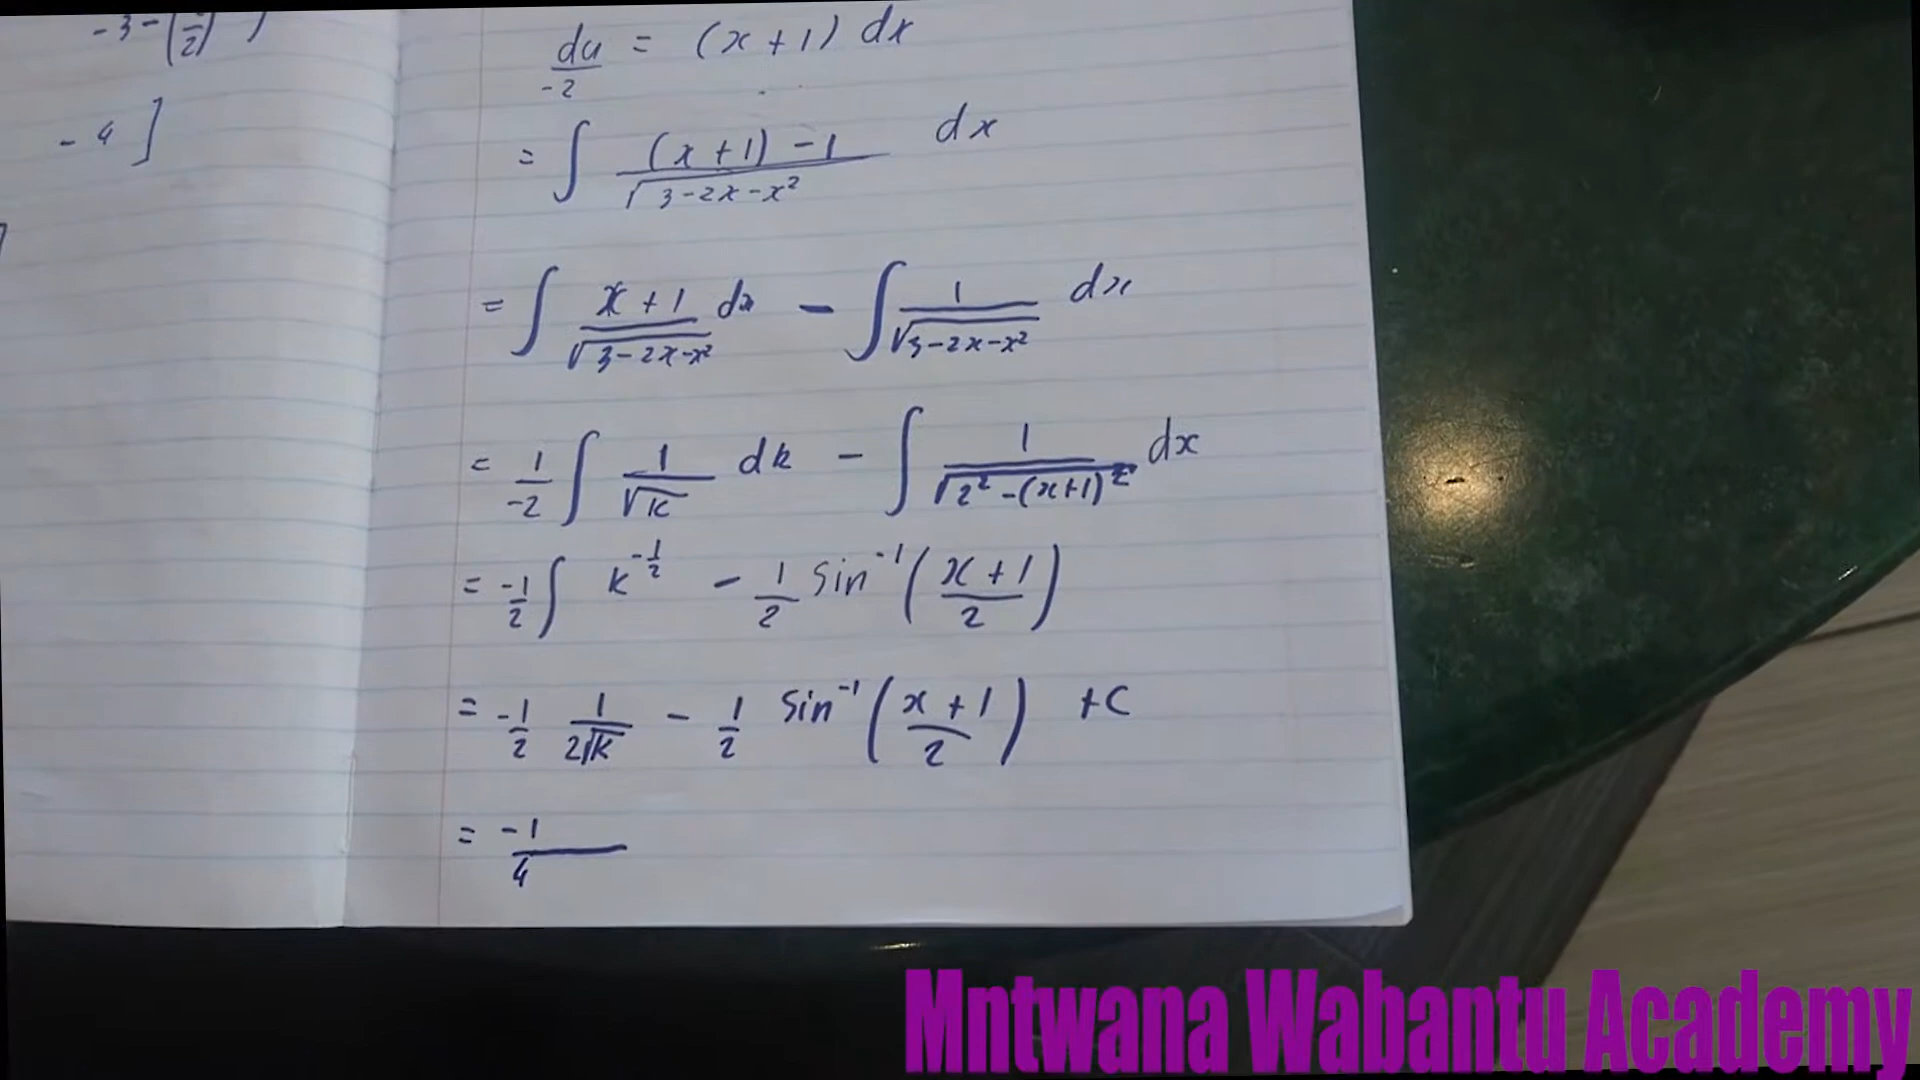 -3-(2/2)
- 4 ]
du/-2 = (x+1) dx
= ∫ (x+1) -1 / √(3-2x-x²) dx
= ∫ x+1 / √(3-2x-x²) dx - ∫ 1/√(3-2x-x²) dx
= 1/-2 ∫ 1/√k dk - ∫ 1/√(2²-(x+1)²) dx
= -1/2 ∫ k^(-1/2) - 1/2 sin⁻¹ (x+1 / 2)
= -1/2 1/(2√k) - 1/2 sin⁻¹ (x+1 / 2) +C
= -1/4
Mntwana Wabantu Academy